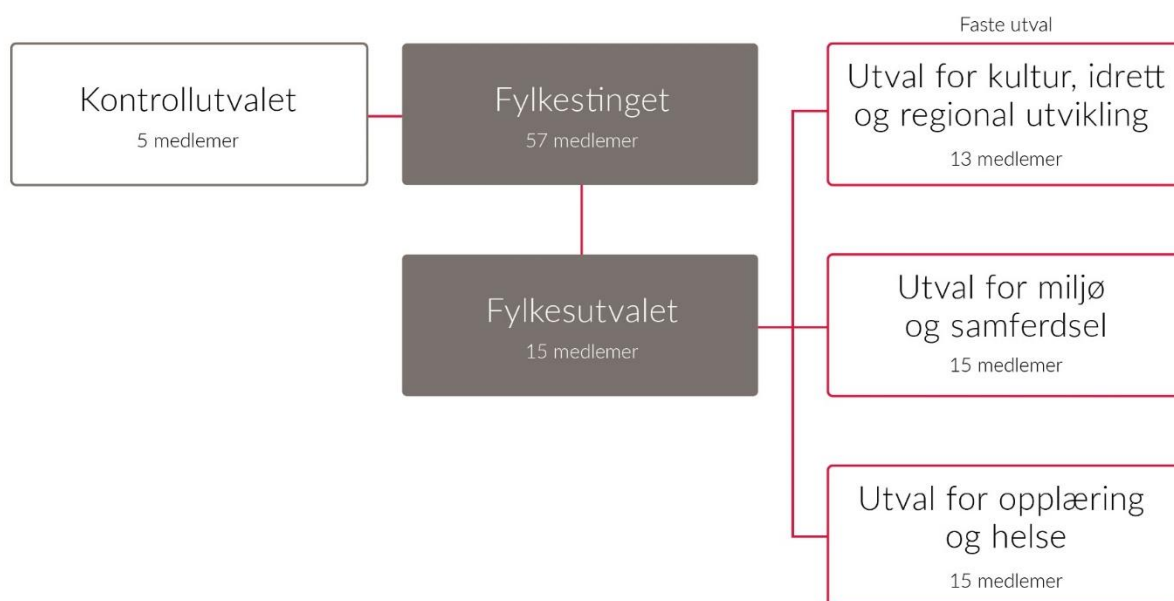 Kontrollutvalet
5 medlemer
Fylkestinget
57 medlemer
Fylkesutvalet
15 medlemer
Faste utval
Utval for kultur, idrett
og regional utvikling
13 medlemer
Utval for miljø
og samferdsel
15 medlemer
Utval for opplæring
og helse
15 medlemer